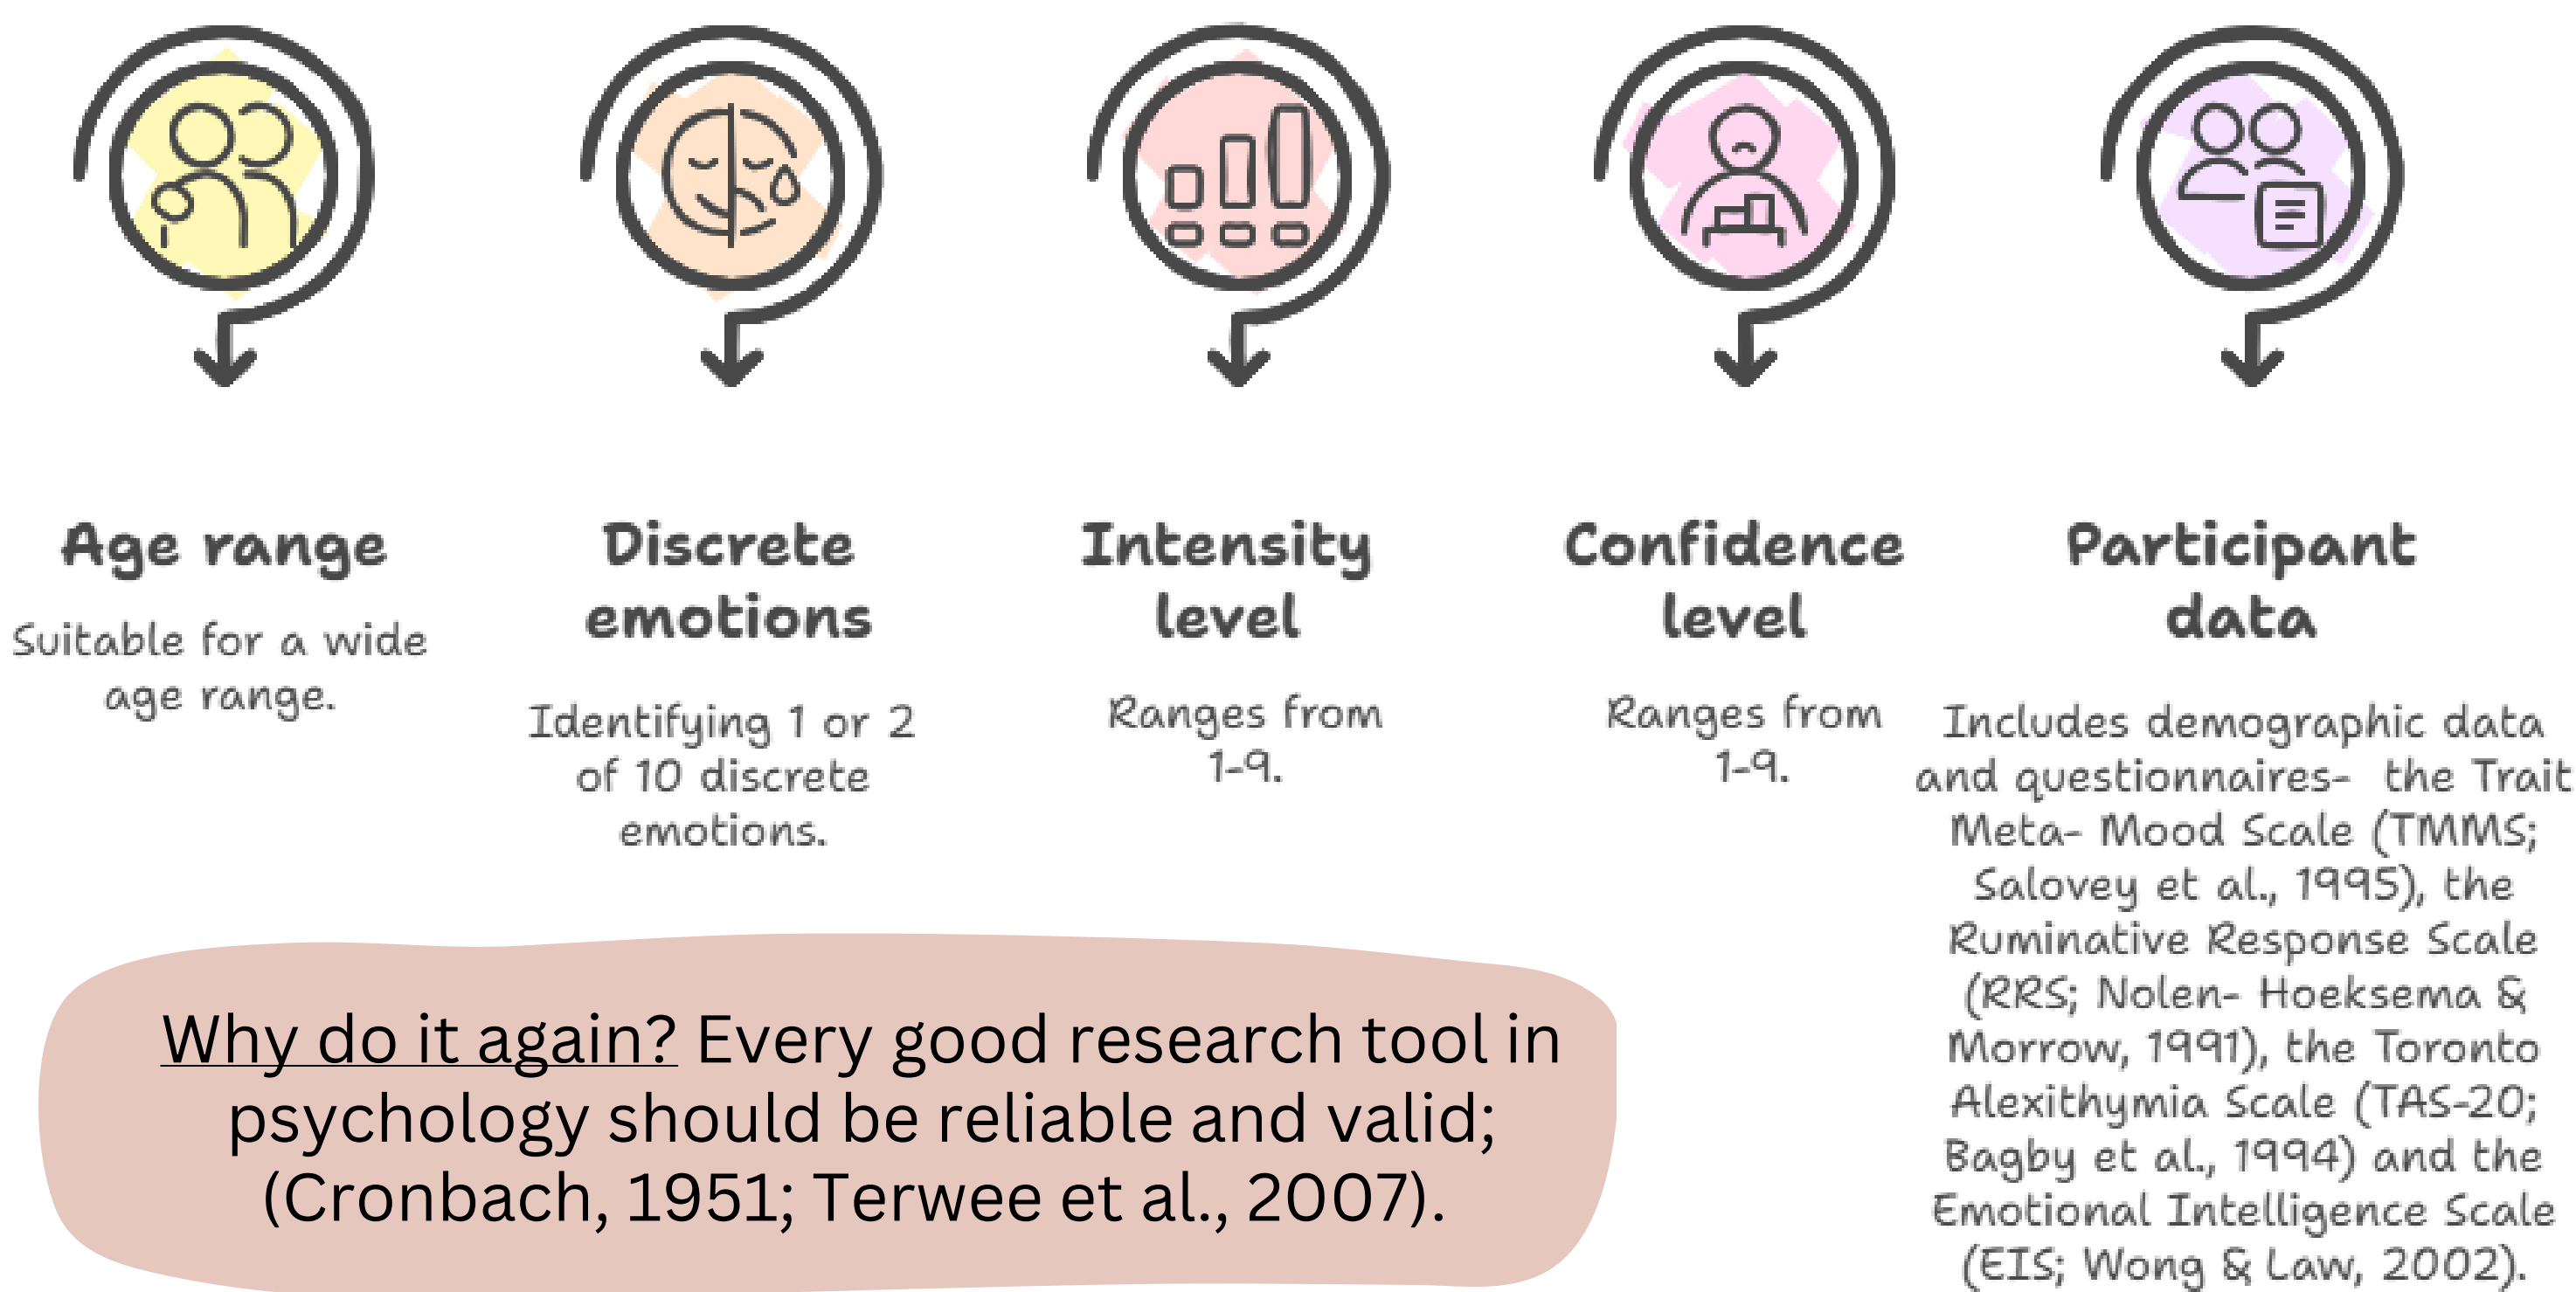 Age range
Suitable for a wide
age range.
Discrete
emotions
Identifying 1 or 2
of 10 discrete
emotions.
Intensity
level
Ranges from
1-9.
Confidence
level
Ranges from
1-9.
Participant
data
Includes demographic data
and questionnaires- the Trait
Meta- Mood Scale (TMMS;
Salovey et al., 1995), the
Ruminative Response Scale
(RRS; Nolen- Hoeksema &
Morrow, 1991), the Toronto
Alexithymia Scale (TAS-20;
Bagby et al., 1994) and the
Emotional Intelligence Scale
(EIS; Wong & Law, 2002).
Why do it again? Every good research tool in
psychology should be reliable and valid;
(Cronbach, 1951; Terwee et al., 2007).